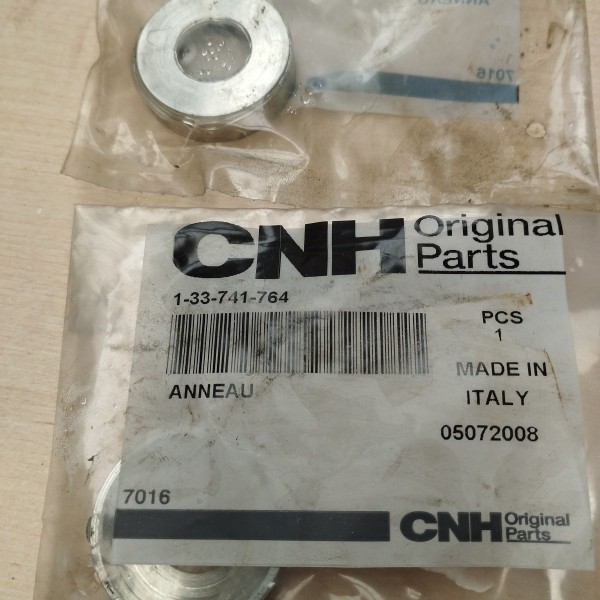 ANNEAU
7016
CNH Original Parts
1-33-741-764
PCS
1
ANNEAU
MADE IN
ITALY
05072008
7016
CNH Original Parts